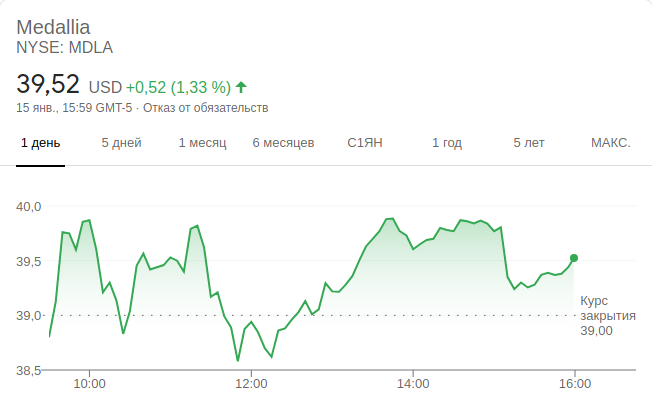 Medallia
NYSE: MDLA
39,52 USD +0,52 (1,33 %)
15 янв., 15:59 GMT-5 · Отказ от обязательств
1 день 5 дней 1 месяц 6 месяцев С1ЯН 1 год 5 лет МАКС.
40,0
39,5
39,0
38,5
Курс
закрытия
39,00
10:00 12:00 14:00 16:00